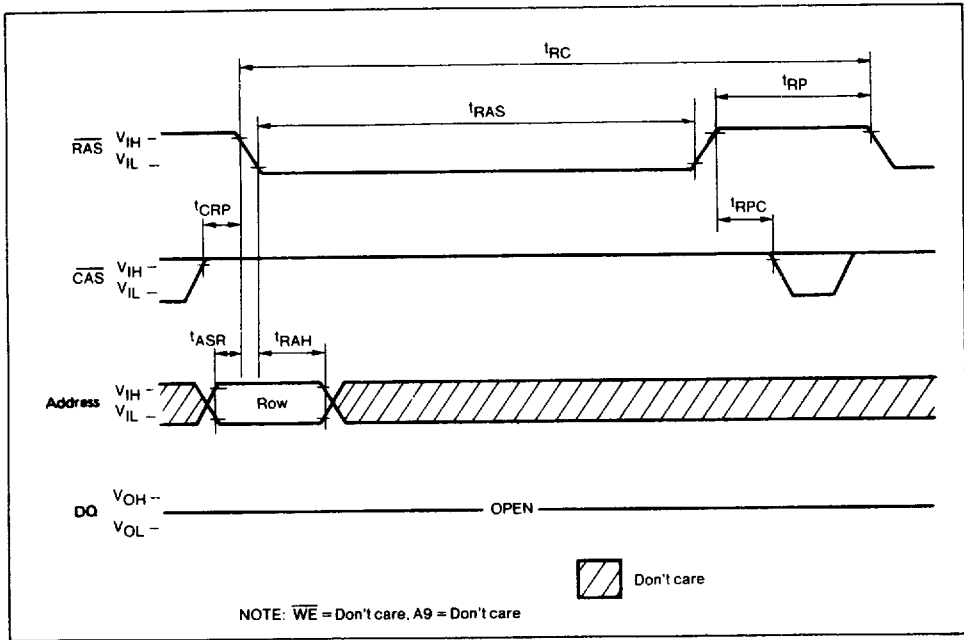 tRC
tRP
tRAS
RAS VIH
VIL
tCRP
tRPC
CAS VIH
VIL
tASR tRAH
Address VIH
VIL
Row
DQ VOH
VOL
OPEN
Don't care
NOTE: WE = Don't care, A9 = Don't care